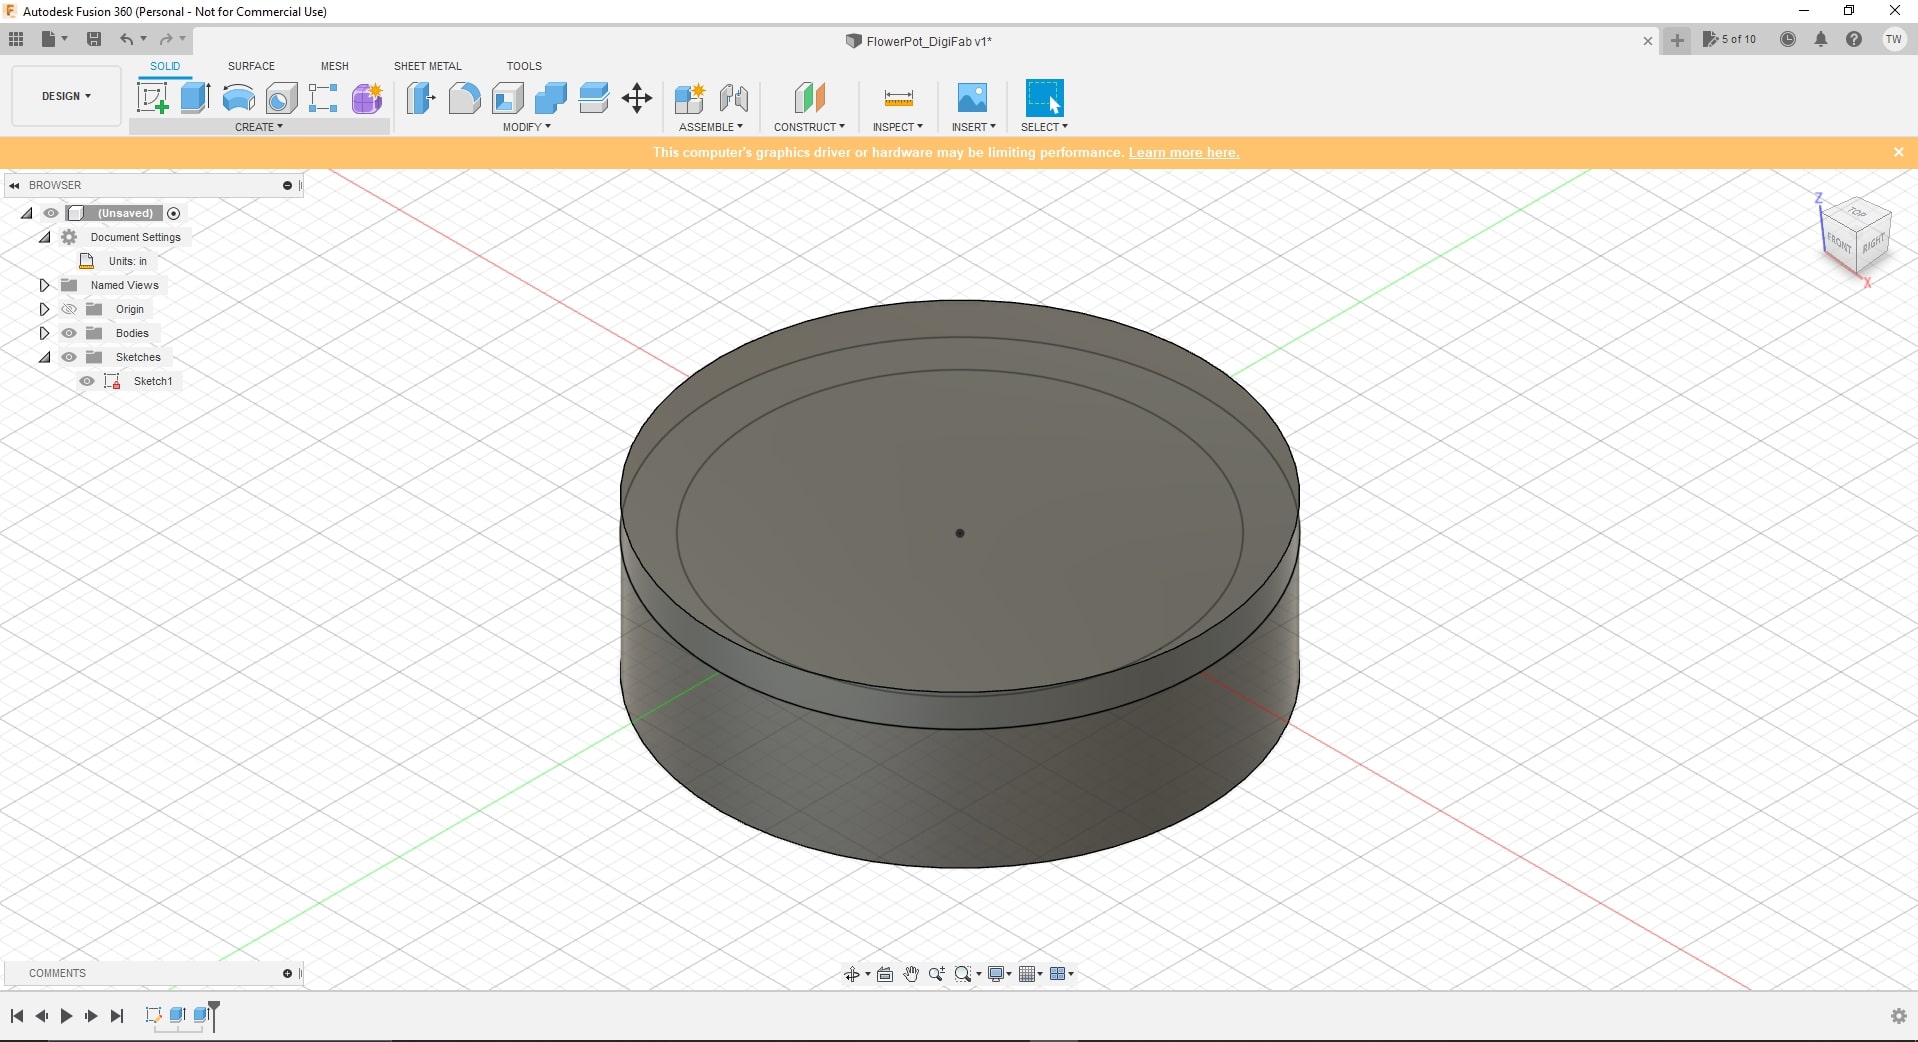 Autodesk Fusion 360 (Personal - Not for Commercial Use)
FlowerPot_DigiFab v1*
5 of 10
TW
DESIGN
SOLID SURFACE MESH SHEET METAL TOOLS
CREATE MODIFY ASSEMBLE CONSTRUCT INSPECT INSERT SELECT
This computer's graphics driver or hardware may be limiting performance. Learn more here.
BROWSER
(Unsaved)
Document Settings
Units: in
Named Views
Origin
Bodies
Sketches
Sketch1
Z
TOP
FRONT
RIGHT
X
COMMENTS